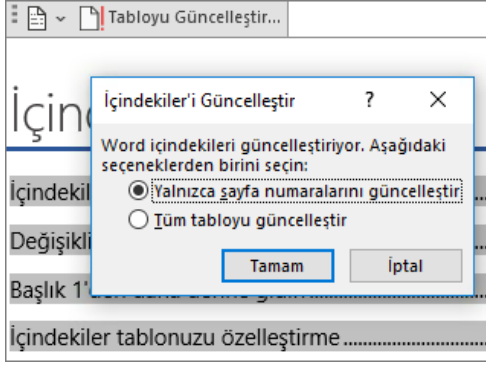 Tabloyu Güncelleştir...
İçin
İçindekiler'i Güncelleştir ? ×
Word içindekileri güncelleştiriyor. Aşağıdaki
seçeneklerden birini seçin:
Yalnızca sayfa numaralarını güncelleştir
Tüm tabloyu güncelleştir
Tamam İptal
İçindekil
Değişikli
Başlık 1'
İçindekiler tablonuzu özelleştirme